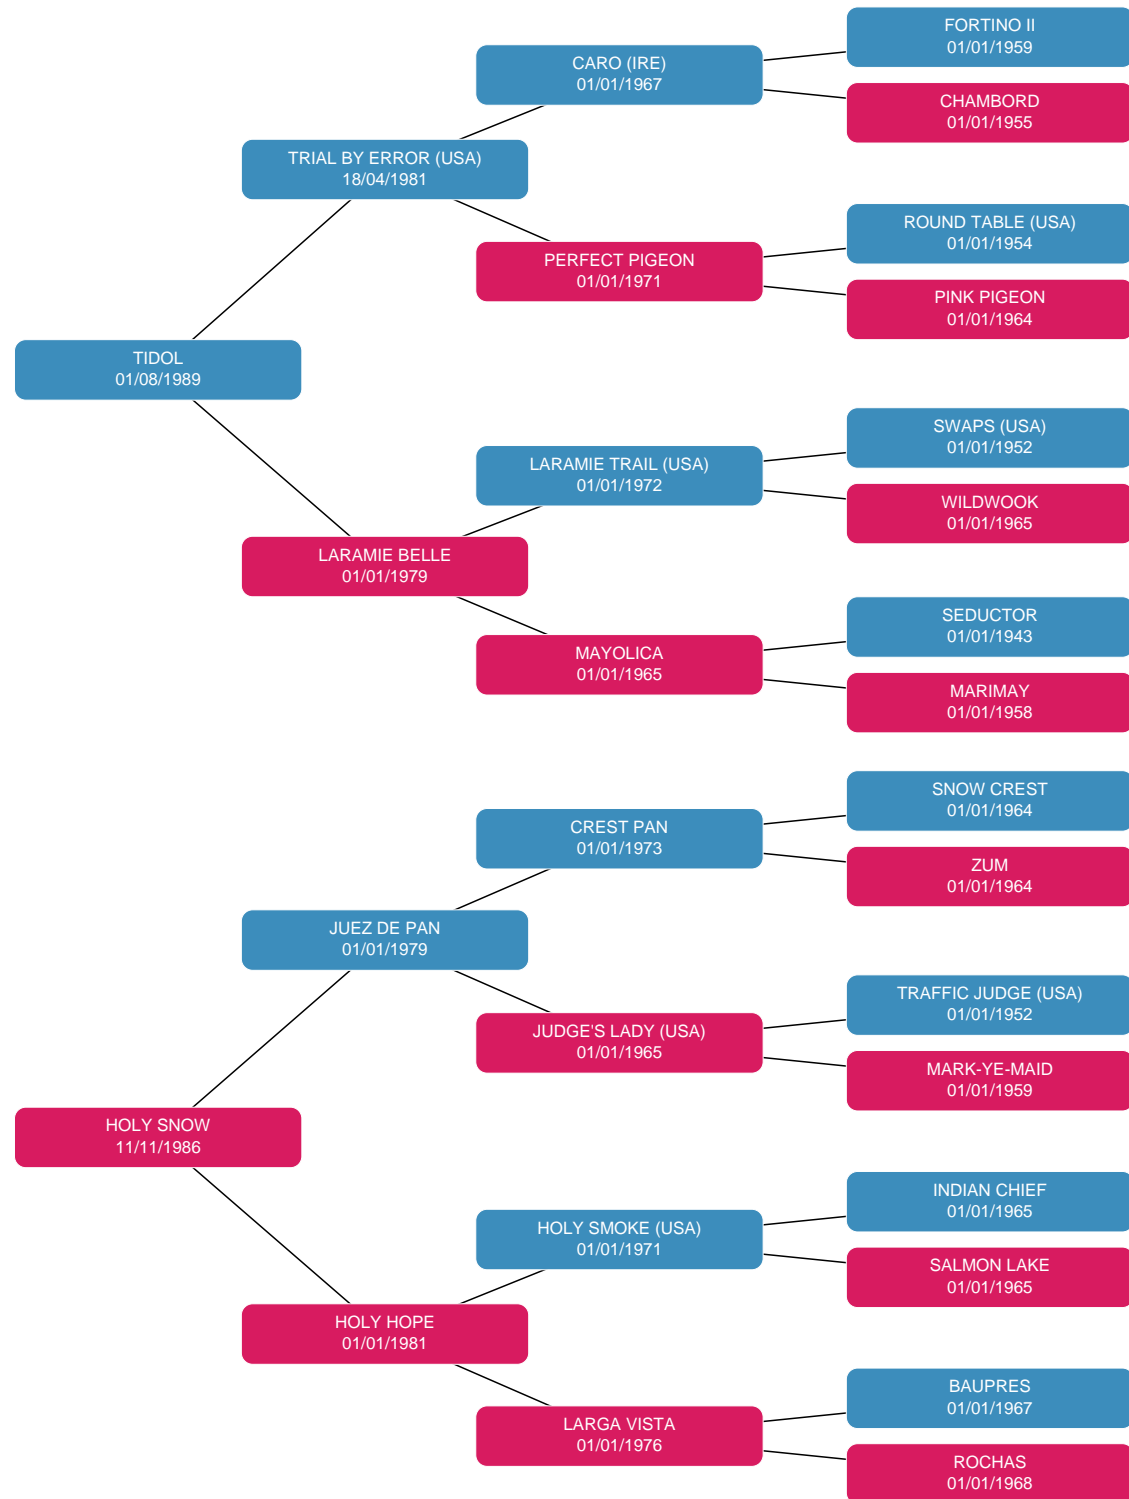 FORTINO II
01/01/1959
CARO (IRE)
01/01/1967
CHAMBORD
01/01/1955
TRIAL BY ERROR (USA)
18/04/1981
ROUND TABLE (USA)
01/01/1954
PERFECT PIGEON
01/01/1971
PINK PIGEON
01/01/1964
TIDOL
01/08/1989
SWAPS (USA)
01/01/1952
LARAMIE TRAIL (USA)
01/01/1972
WILDWOOK
01/01/1965
LARAMIE BELLE
01/01/1979
SEDUCTOR
01/01/1943
MAYOLICA
01/01/1965
MARIMAY
01/01/1958
SNOW CREST
01/01/1964
CREST PAN
01/01/1973
ZUM
01/01/1964
JUEZ DE PAN
01/01/1979
TRAFFIC JUDGE (USA)
01/01/1952
JUDGE'S LADY (USA)
01/01/1965
MARK-YE-MAID
01/01/1959
HOLY SNOW
11/11/1986
INDIAN CHIEF
01/01/1965
HOLY SMOKE (USA)
01/01/1971
SALMON LAKE
01/01/1965
HOLY HOPE
01/01/1981
BAUPRES
01/01/1967
LARGA VISTA
01/01/1976
ROCHAS
01/01/1968